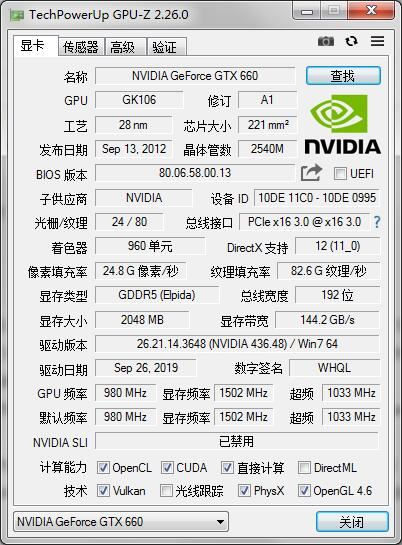 TechPowerUp GPU-Z 2.26.0
显卡 传感器 高级 验证
名称 NVIDIA GeForce GTX 660 查找
GPU GK106 修订 A1
工艺 28 nm 芯片大小 221 mm²
发布日期 Sep 13, 2012 晶体管数 2540M
NVIDIA
BIOS 版本 80.06.58.00.13 UEFI
子供应商 NVIDIA 设备 ID 10DE 11C0 - 10DE 0995
光栅/纹理 24 / 80 总线接口 PCIe x16 3.0 @ x16 3.0 ?
着色器 960 单元 DirectX 支持 12 (11_0)
像素填充率 24.8 G 像素/秒 纹理填充率 82.6 G 纹理/秒
显存类型 GDDR5 (Elpida) 总线宽度 192 位
显存大小 2048 MB 显存带宽 144.2 GB/s
驱动版本 26.21.14.3648 (NVIDIA 436.48) / Win7 64
驱动日期 Sep 26, 2019 数字签名 WHQL
GPU 频率 980 MHz 显存频率 1502 MHz 超频 1033 MHz
默认频率 980 MHz 显存频率 1502 MHz 超频 1033 MHz
NVIDIA SLI 已禁用
计算能力 OpenCL CUDA 直接计算 DirectML
技术 Vulkan 光线跟踪 PhysX OpenGL 4.6
NVIDIA GeForce GTX 660 关闭